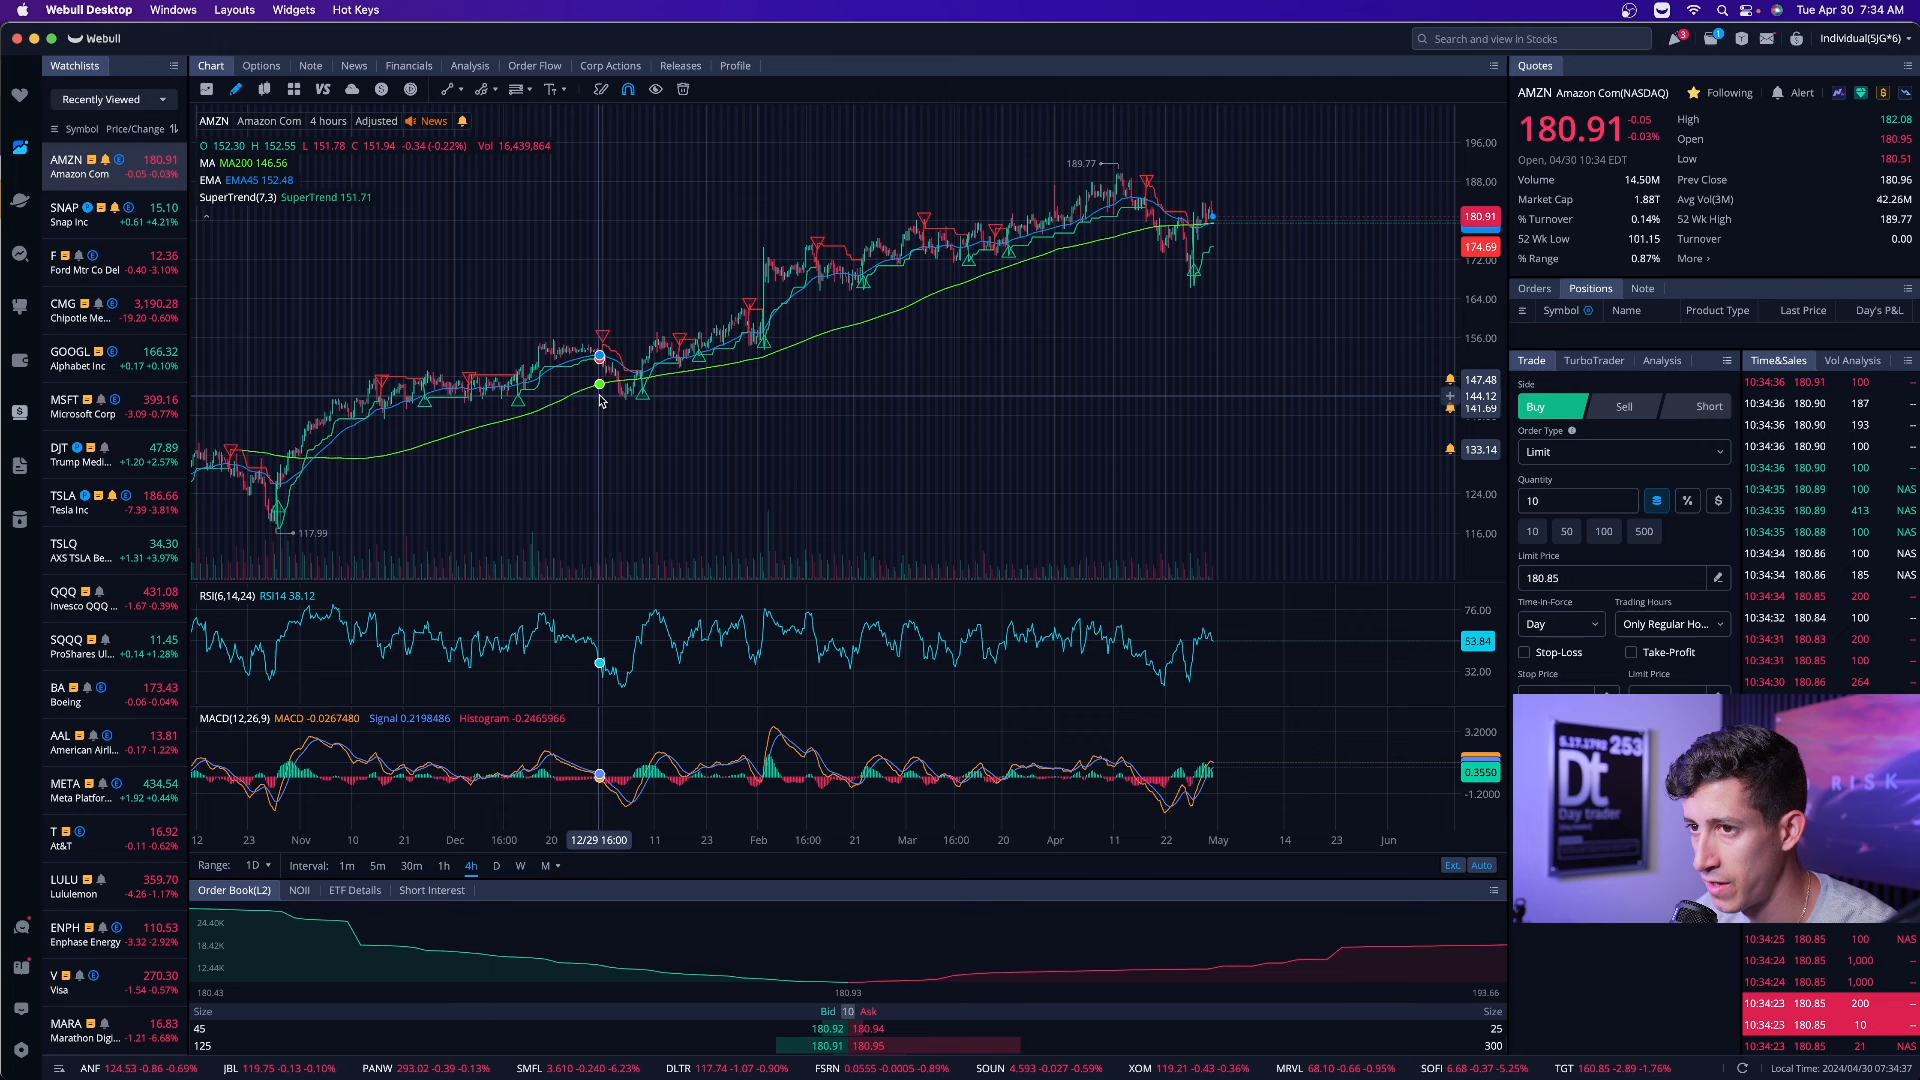 Webull Desktop Windows Layouts Widgets Hot Keys Tue Apr 30 7:34 AM
Webull Search and view in Stocks 3 1 Individual(5JG*6)
Watchlists
Recently Viewed
Symbol Price/Change
AMZN 180.91
Amazon Com -0.05 -0.03%
SNAP 15.10
Snap Inc +0.61 +4.21%
F 12.36
Ford Mtr Co Del -0.40 -3.10%
CMG 3,190.28
Chipotle Me... -19.20 -0.60%
GOOGL 166.32
Alphabet Inc +0.17 +0.10%
MSFT 399.16
Microsoft Corp -3.09 -0.77%
DJT 47.89
Trump Medi... +1.20 +2.57%
TSLA 186.66
Tesla Inc -7.39 -3.81%
TSLQ 34.30
AXS TSLA Be... +1.31 +3.97%
QQQ 431.08
Invesco QQQ ... -1.67 -0.39%
SQQQ 11.45
ProShares Ul... +0.14 +1.28%
BA 173.43
Boeing -0.06 -0.04%
AAL 13.81
American Airli... -0.17 -1.22%
META 434.54
Meta Platfor... +1.92 +0.44%
T 16.92
At&T -0.11 -0.62%
LULU 359.70
Lululemon -4.26 -1.17%
ENPH 110.53
Enphase Energy -3.32 -2.92%
V 270.30
Visa -1.54 -0.57%
MARA 16.83
Marathon Digi... -1.21 -6.68%
Chart Options Note News Financials Analysis Order Flow Corp Actions Releases Profile
VS
AMZN Amazon Com 4 hours Adjusted News
O 152.30 H 152.55 L 151.78 C 151.94 -0.34 (-0.22%) Vol 16,439,864
MA MA200 146.56
EMA EMA45 152.48
SuperTrend(7,3) SuperTrend 151.71
189.77
117.99
196.00
188.00
180.91
174.69
172.00
164.00
156.00
147.48
144.12
141.69
133.14
124.00
116.00
RSI(6,14,24) RSI14 38.12
76.00
53.84
32.00
MACD(12,26,9) MACD -0.0267480 Signal 0.2198486 Histogram -0.2465966
3.2000
0.3550
-1.2000
12 23 Nov 10 21 Dec 16:00 20 12/29 16:00 11 23 Feb 16:00 21 Mar 16:00 20 Apr 11 22 May 14 23 Jun
Range: 1D Interval: 1m 5m 30m 1h 4h D W M Ext. Auto
Order Book(L2) NOII ETF Details Short Interest
24.40K
18.42K
12.44K
180.43 180.93 193.66
Size Bid 10 Ask Size
45 180.92 180.94 25
125 180.91 180.95 300
Quotes
AMZN Amazon Com(NASDAQ) Following Alert
180.91 -0.05
-0.03%
Open, 04/30 10:34 EDT
High 182.08
Open 180.95
Low 180.51
Volume 14.50M Prev Close 180.96
Market Cap 1.88T Avg Vol(3M) 42.26M
% Turnover 0.14% 52 Wk High 189.77
52 Wk Low 101.15 Turnover 0.00
% Range 0.87% More
Orders Positions Note
Symbol Name Product Type Last Price Day's P&L
Trade TurboTrader Analysis
Side
Buy Sell Short
Order Type
Limit
Quantity
10 % $
10 50 100 500
Limit Price
180.85
Time-in-Force Trading Hours
Day Only Regular Ho...
Stop-Loss Take-Profit
Stop Price Limit Price
Time&Sales Vol Analysis
10:34:36 180.91 100 --
10:34:36 180.90 187 --
10:34:36 180.90 193 --
10:34:36 180.90 100 --
10:34:36 180.90 100 --
10:34:35 180.89 100 NAS
10:34:35 180.89 413 NAS
10:34:35 180.88 100 NAS
10:34:34 180.86 100 NAS
10:34:34 180.86 185 NAS
10:34:34 180.85 200 --
10:34:32 180.84 100 --
10:34:31 180.83 200 --
10:34:31 180.85 100 --
10:34:30 180.86 264 --
5.17.1792 253
Dt
Day trader
RISK
10:34:25 180.85 100 NAS
10:34:24 180.85 1,000 --
10:34:24 180.85 1,000 --
10:34:23 180.85 200 --
10:34:23 180.85 10 --
10:34:23 180.85 21 NAS
ANF 124.53 -0.86 -0.69% JBL 119.75 -0.13 -0.10% PANW 293.02 -0.39 -0.13% SMFL 3.610 -0.240 -6.23% DLTR 117.74 -1.07 -0.90% FSRN 0.0555 -0.0005 -0.89% SOUN 4.593 -0.027 -0.59% XOM 119.21 -0.43 -0.36% MRVL 68.10 -0.66 -0.95% SOFI 6.68 -0.37 -5.25% TGT 160.85 -2.89 -1.76% Local Time: 2024/04/30 07:34:37